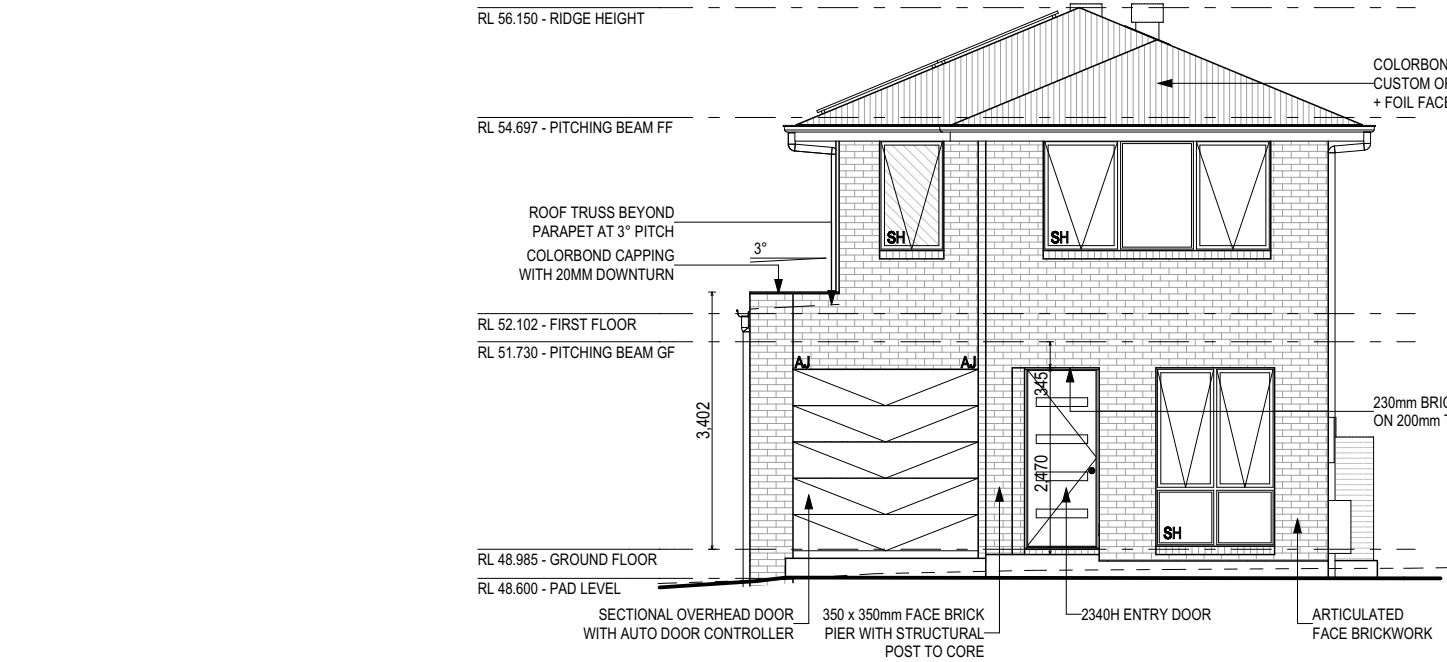 RL 56.150 - RIDGE HEIGHT
COLORBON
CUSTOM OF
+ FOIL FACE
RL 54.697 - PITCHING BEAM FF
ROOF TRUSS BEYOND
PARAPET AT 3° PITCH
SH
SH
COLORBOND CAPPING
WITH 20MM DOWNTURN
3°
RL 52.102 - FIRST FLOOR
RL 51.730 - PITCHING BEAM GF
AJ
AJ
345
3,402
230mm BRIC
ON 200mm
2,470
SH
RL 48.985 - GROUND FLOOR
RL 48.600 - PAD LEVEL
SECTIONAL OVERHEAD DOOR
WITH AUTO DOOR CONTROLLER
350 x 350mm FACE BRICK
PIER WITH STRUCTURAL
POST TO CORE
2340H ENTRY DOOR
ARTICULATED
FACE BRICKWORK